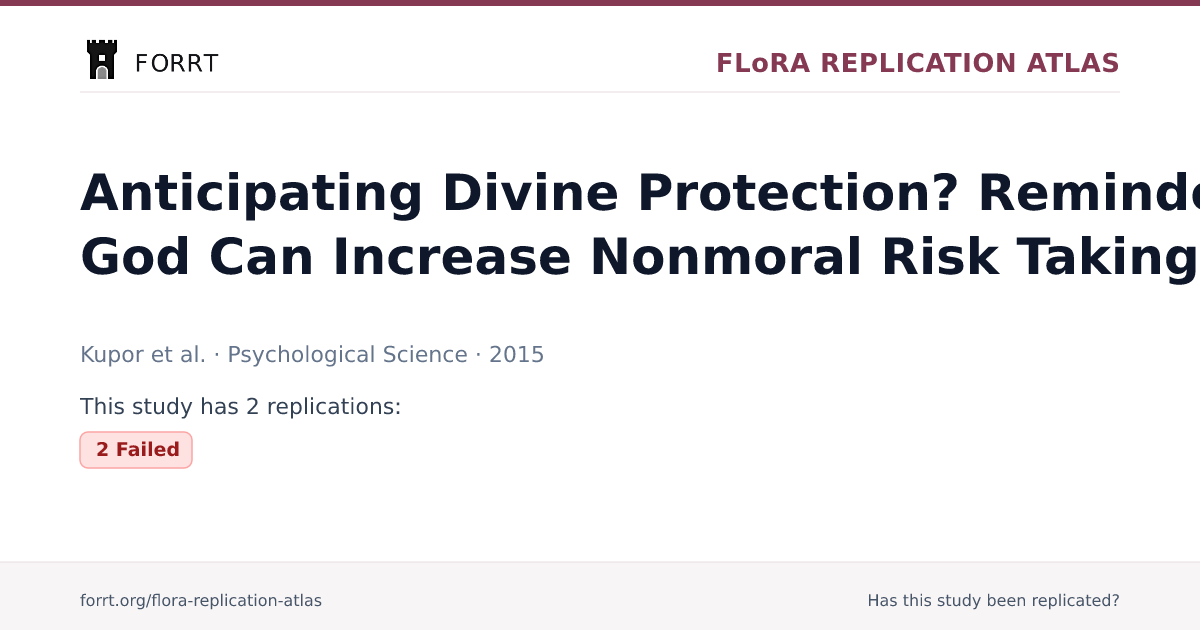 FORRT
FLoRA REPLICATION ATLAS
Anticipating Divine Protection?
God Can Increase Nonmoral Risk Taking
Kupor et al. · Psychological Science · 2015
This study has 2 replications:
2 Failed
forrt.org/flora-replication-atlas
Has this study been replicated?